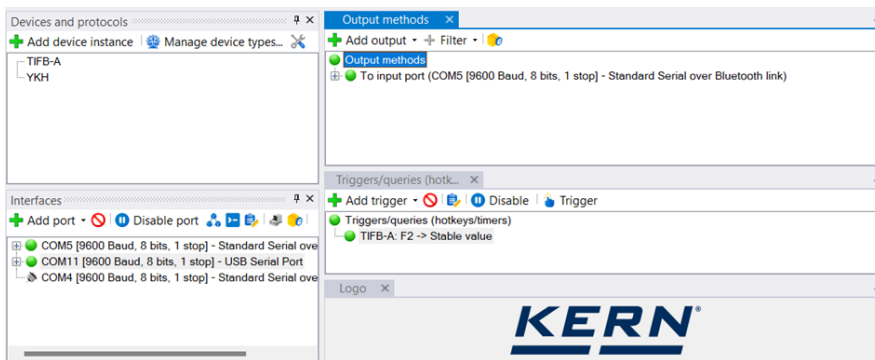 Devices and protocols
Add device instance
Manage device types...
TIFB-A
YKH
Interfaces
Add port
Disable port
COM5 [9600 Baud, 8 bits, 1 stop] - Standard Serial ove
COM11 [9600 Baud, 8 bits, 1 stop] - USB Serial Port
COM4 [9600 Baud, 8 bits, 1 stop] - Standard Serial ove
Output methods
Add output
Filter
Output methods
To input port (COM5 [9600 Baud, 8 bits, 1 stop] - Standard Serial over Bluetooth link)
Triggers/queries (hotk...
Add trigger
Disable
Trigger
Triggers/queries (hotkeys/timers)
TIFB-A: F2 -> Stable value
Logo
KERN®